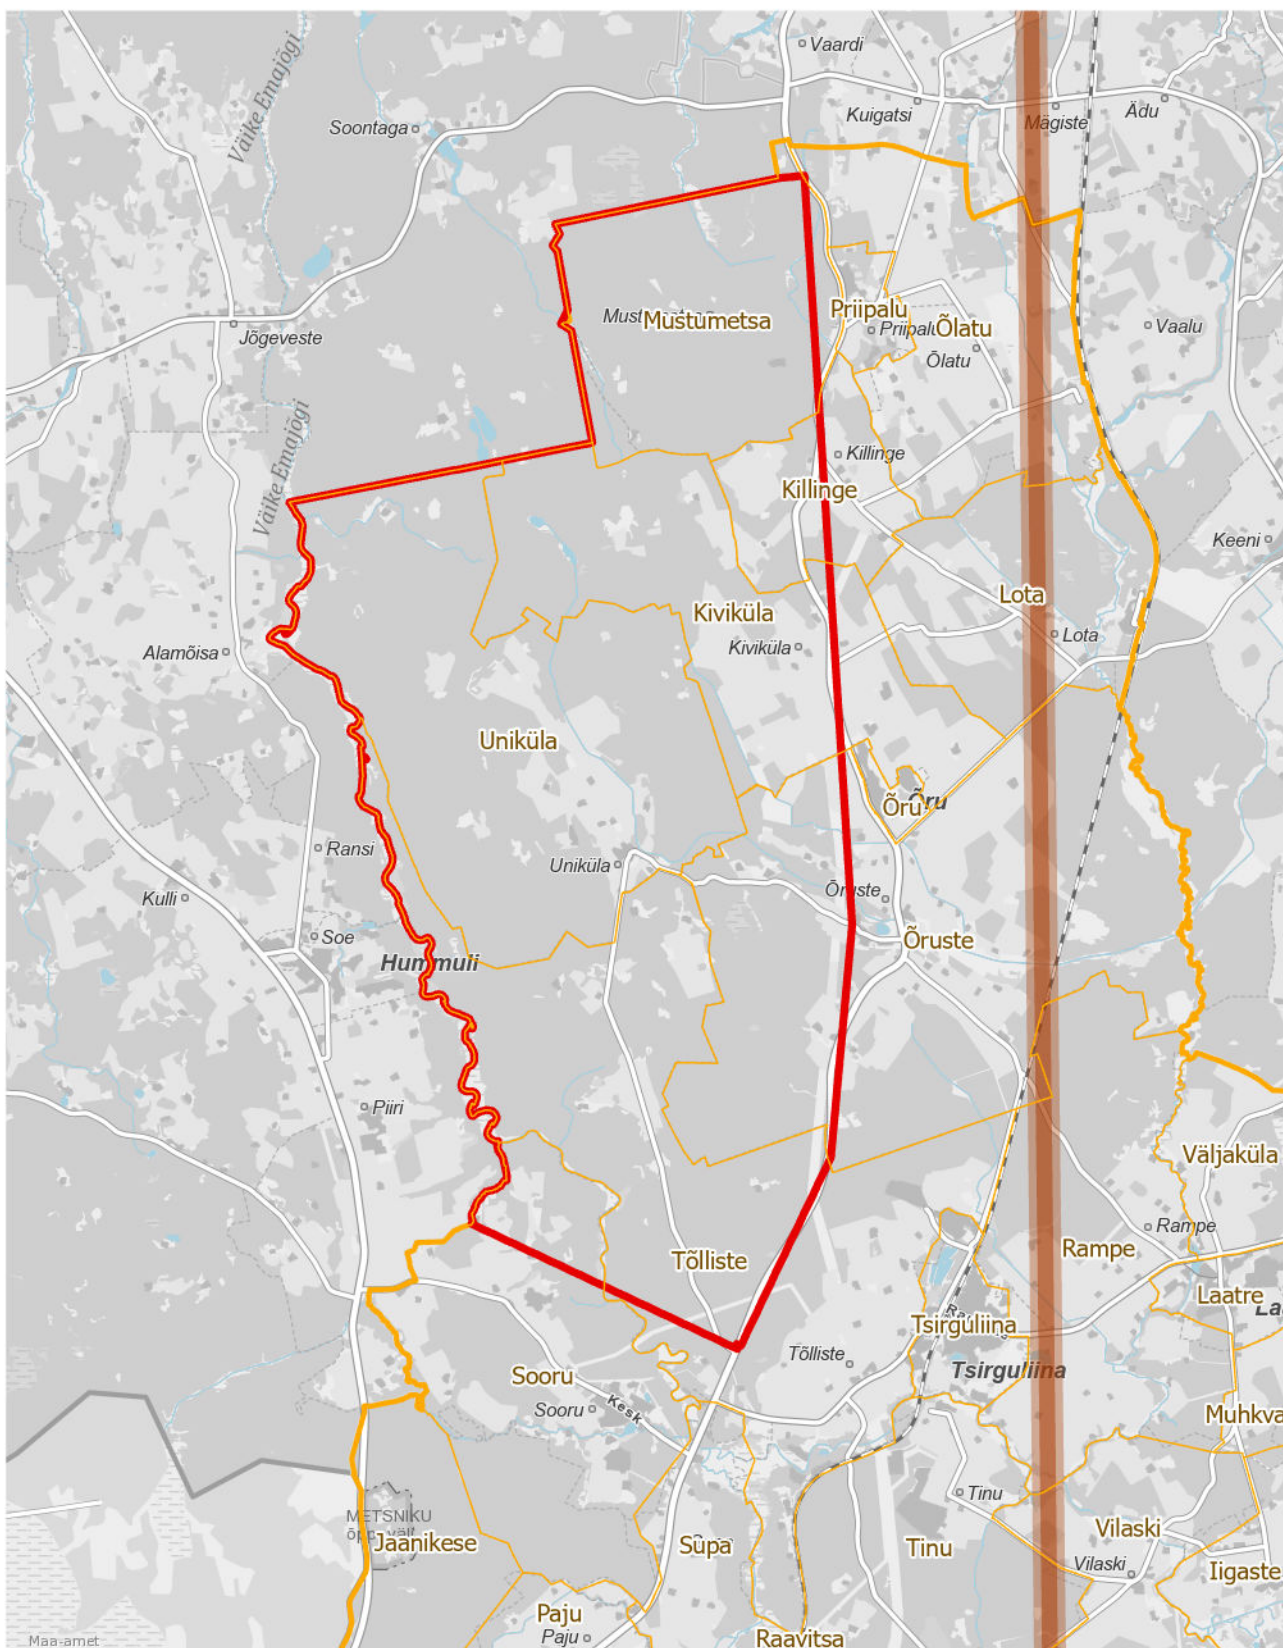 Vaardi
Väike Emajõgi
Soontaga
Kuigatsi
Mägiste
Ädu
Mustumetsa
Priipalu
Priipalu
Õlatu
Õlatu
Vaalu
Jõgeveste
Väike Emajõgi
Killinge
Killinge
Keeni
Lota
Lota
Kiviküla
Kiviküla
Alamõisa
Uniküla
Õru
Õru
Ransi
Uniküla
Kulli
Õruste
Õruste
Soe
Hummuli
Piiri
Väljaküla
Rampe
Rampe
Tõlliste
Laatre
La
Tsirguliina
Tõlliste
Tsirguliina
Sooru
Sooru
Kesk
Muhkva
Tinu
METSNIKU
Jaanikese
Supa
Tinu
Vilaski
Vilaski
Iigaste
Paju
Paju
Raavitsa
Maa-amet